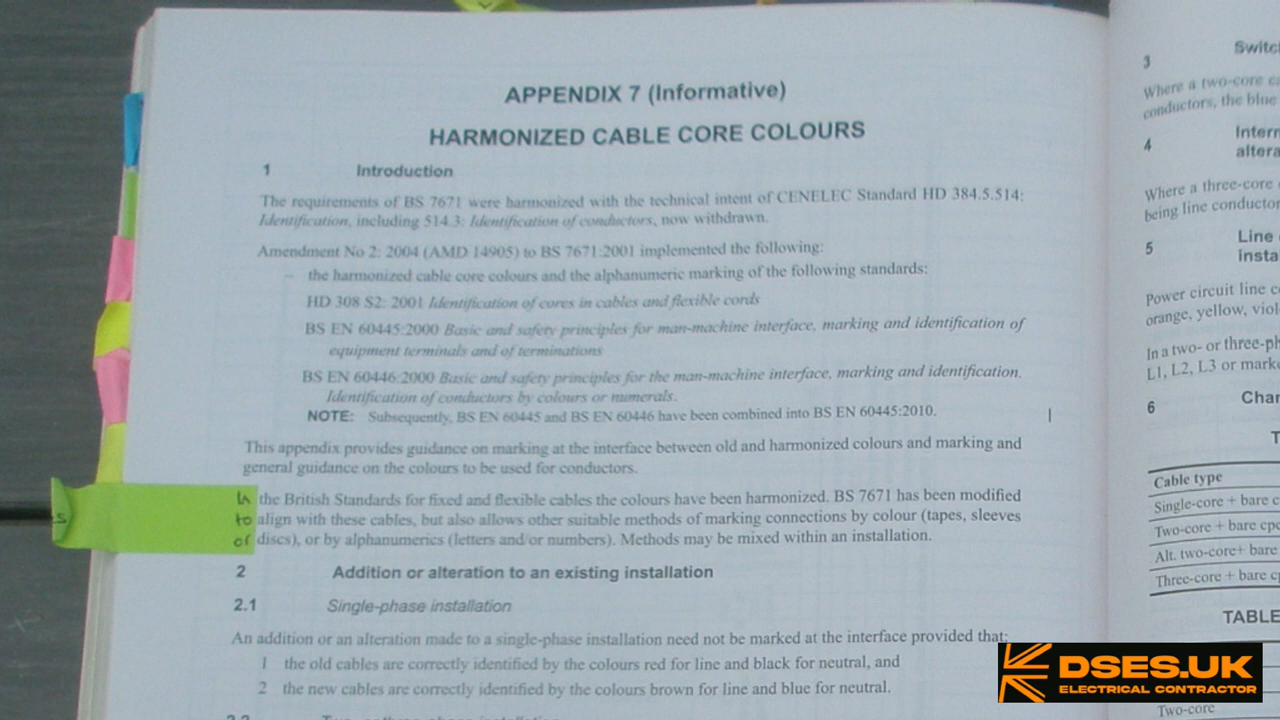 APPENDIX 7 (Informative)
HARMONIZED CABLE CORE COLOURS
1 Introduction
The requirements of BS 7671 were harmonized with the technical intent of CENELEC Standard HD 384.5.514:
Identification, including 514.3: Identification of conductors, now withdrawn.
Amendment No 2: 2004 (AMD 14905) to BS 7671:2001 implemented the following:
– the harmonized cable core colours and the alphanumeric marking of the following standards:
HD 308 S2: 2001 Identification of cores in cables and flexible cords
BS EN 60445:2000 Basic and safety principles for man-machine interface, marking and identification of
equipment terminals and of terminations
BS EN 60446:2000 Basic and safety principles for the man-machine interface, marking and identification.
Identification of conductors by colours or numerals.
NOTE: Subsequently, BS EN 60445 and BS EN 60446 have been combined into BS EN 60445:2010.
This appendix provides guidance on marking at the interface between old and harmonized colours and marking and
general guidance on the colours to be used for conductors.
In the British Standards for fixed and flexible cables the colours have been harmonized. BS 7671 has been modified
to align with these cables, but also allows other suitable methods of marking connections by colour (tapes, sleeves
or discs), or by alphanumerics (letters and/or numbers). Methods may be mixed within an installation.
2 Addition or alteration to an existing installation
2.1 Single-phase installation
An addition or an alteration made to a single-phase installation need not be marked at the interface provided that:
1 the old cables are correctly identified by the colours red for line and black for neutral, and
2 the new cables are correctly identified by the colours brown for line and blue for neutral.
3
Where a two-core
conductors, the blue
4
Where a three-core
being line
5 Line
Power circuit line
orange, yellow,
In a two- or
L1, L2, L3 or
6
Cable type
Single-core + bare
Two-core + bare
Alt. two-core+ bare
Three-core + bare
TABLE
Two-core
DSES.UK
ELECTRICAL CONTRACTOR